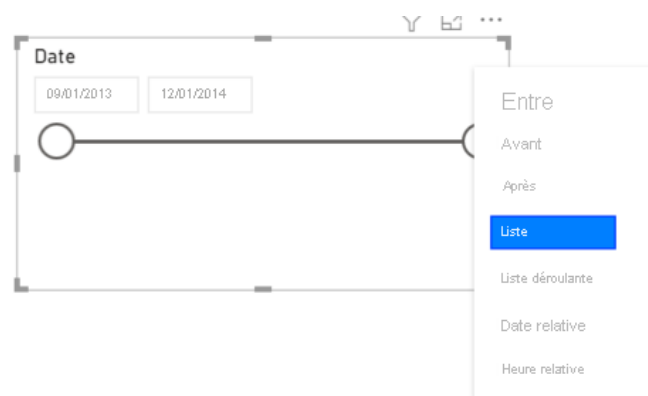 Date
09/01/2013 12/01/2014
Entre
Avant
Après
Liste
Liste déroulante
Date relative
Heure relative